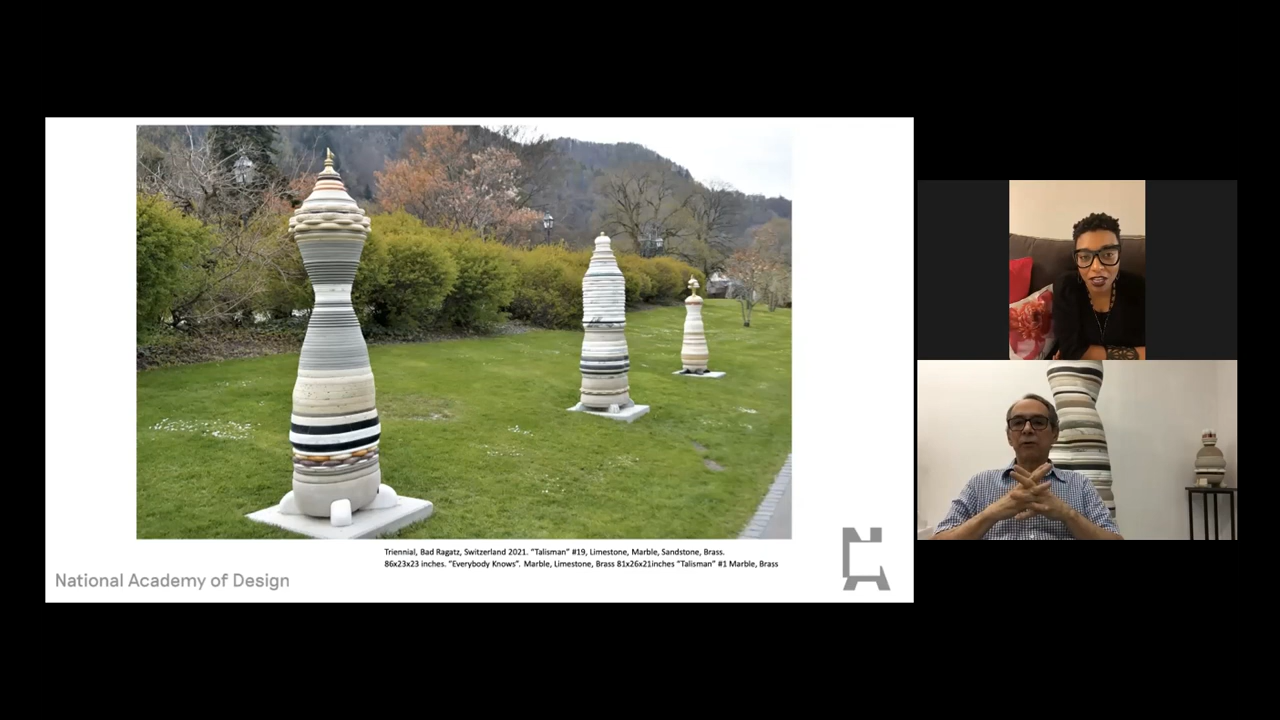 Triennial, Bad Ragatz, Switzerland 2021. "Talisman" #19, Limestone, Marble, Sandstone, Brass.
86x23x23 inches. "Everybody Knows". Marble, Limestone, Brass 81x26x21inches "Talisman" #1 Marble, Brass
National Academy of Design